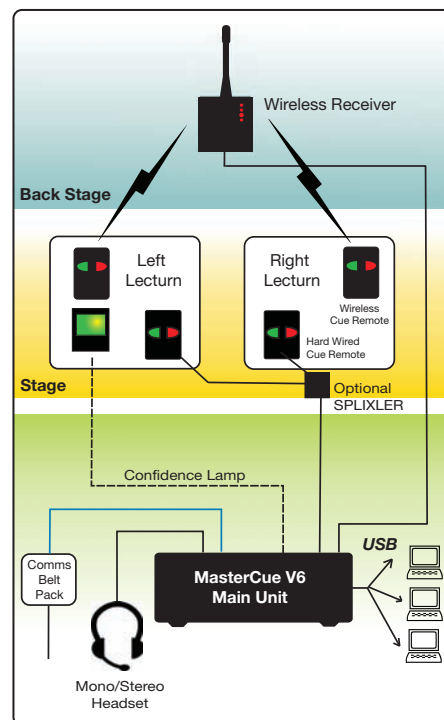 Wireless Receiver
Back Stage
Left
Lecturn
Right
Lecturn
Wireless
Cue Remote
Hard Wired
Cue Remote
Stage
Optional
SPLIXLER
Confidence Lamp
USB
Comms
Belt
Pack
MasterCue V6
Main Unit
Mono/Stereo
Headset